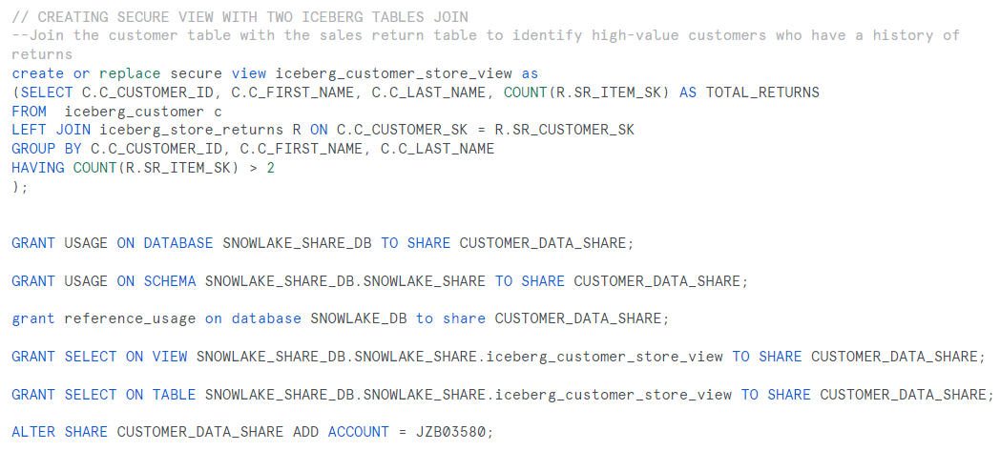 // CREATING SECURE VIEW WITH TWO ICEBERG TABLES JOIN
--Join the customer table with the sales return table to identify high-value customers who have a history of
returns
create or replace secure view iceberg_customer_store_view as
(SELECT C.C_CUSTOMER_ID, C.C_FIRST_NAME, C.C_LAST_NAME, COUNT(R.SR_ITEM_SK) AS TOTAL_RETURNS
FROM  iceberg_customer c
LEFT JOIN iceberg_store_returns R ON C.C_CUSTOMER_SK = R.SR_CUSTOMER_SK
GROUP BY C.C_CUSTOMER_ID, C.C_FIRST_NAME, C.C_LAST_NAME
HAVING COUNT(R.SR_ITEM_SK) > 2
);
GRANT USAGE ON DATABASE SNOWLAKE_SHARE_DB TO SHARE CUSTOMER_DATA_SHARE;
GRANT USAGE ON SCHEMA SNOWLAKE_SHARE_DB.SNOWLAKE_SHARE TO SHARE CUSTOMER_DATA_SHARE;
grant reference_usage on database SNOWLAKE_DB to share CUSTOMER_DATA_SHARE;
GRANT SELECT ON VIEW SNOWLAKE_SHARE_DB.SNOWLAKE_SHARE.iceberg_customer_store_view TO SHARE CUSTOMER_DATA_SHARE;
GRANT SELECT ON TABLE SNOWLAKE_SHARE_DB.SNOWLAKE_SHARE.iceberg_customer_store_view TO SHARE CUSTOMER_DATA_SHARE;
ALTER SHARE CUSTOMER_DATA_SHARE ADD ACCOUNT = JZB03580;